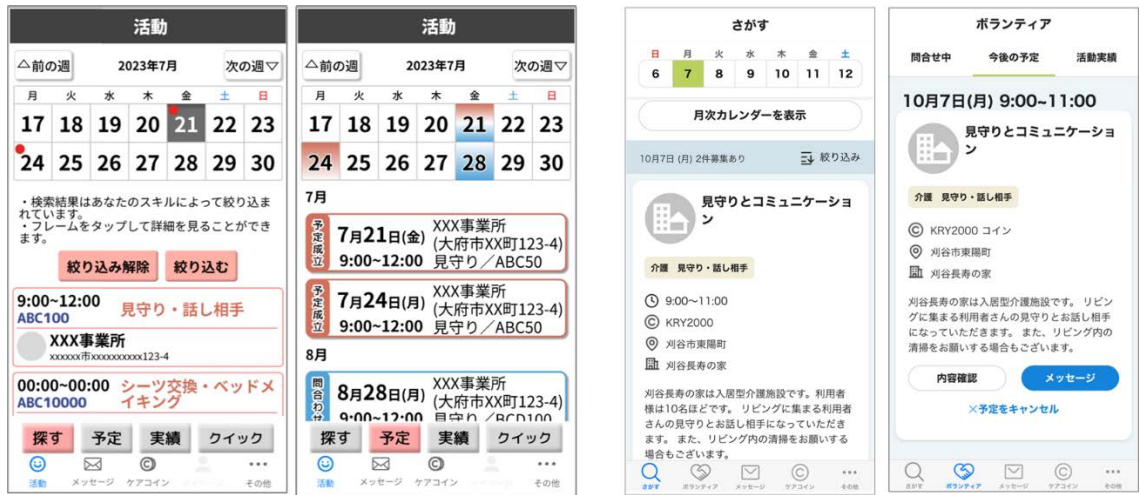 活動
△前の週
2023年7月
次の週▽
月 火 水 木 金 土 日
17 18 19 20 21 22 23
24 25 26 27 28 29 30
・検索結果はあなたのスキルによって絞り込ま
れています。
・フレームをタップして詳細を見ることができ
ます。
絞り込み解除 絞り込む
9:00~12:00 見守り・話し相手
ABC100
XXX事業所
xxxxxx市xxxxxxxxxx123-4
00:00~00:00 シーツ交換・ベッドメ
ABC10000 イキング
探す 予定 実績 クイック
活動 メッセージ ケアコイン その他
活動
△前の週
2023年7月
次の週▽
月 火 水 木 金 土 日
17 18 19 20 21 22 23
24 25 26 27 28 29 30
7月
予定成立
7月21日(金) XXX事業所
(大府市XX町123-4)
9:00~12:00 見守り／ABC50
予定成立
7月24日(月) XXX事業所
(大府市XX町123-4)
9:00~12:00 見守り／ABC50
8月
問合わせ
8月28日(月) XXX事業所
(大府市XX町123-4)
9:00~12:00 見守り／BCD100
探す 予定 実績 クイック
活動 メッセージ ケアコイン その他
さがす
日 月 火 水 木 金 土
6 7 8 9 10 11 12
月次カレンダーを表示
10月7日 (月) 2件募集あり 絞り込み
見守りとコミュニケーショ
ン
介護 見守り・話し相手
9:00~11:00
KRY2000
刈谷市東陽町
刈谷長寿の家
刈谷長寿の家は入居型介護施設です。利用者
様は10名ほどです。 リビングに集まる利用者
さんの見守りとお話し相手になっていただき
ます。 また、リビング内の清掃をお願いする
場合もございます。
さがす ボランティア メッセージ ケアコイン その他
ボランティア
問合せ中 今後の予定 活動実績
10月7日(月) 9:00~11:00
見守りとコミュニケーショ
ン
介護 見守り・話し相手
KRY2000 コイン
刈谷市東陽町
刈谷長寿の家
刈谷長寿の家は入居型介護施設です。 リビン
グに集まる利用者さんの見守りとお話し相手
になっていただきます。 また、リビング内の
清掃をお願いする場合もございます。
内容確認 メッセージ
×予定をキャンセル
さがす ボランティア メッセージ ケアコイン その他